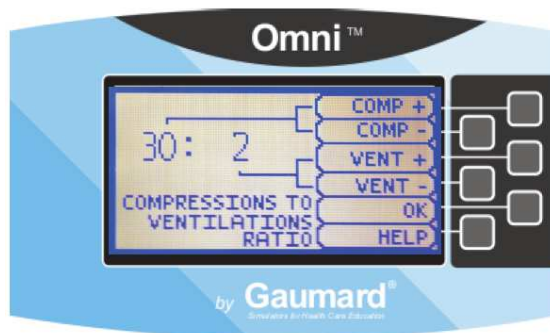 Omni™
COMP +
COMP -
30: 2
VENT +
VENT -
COMPRESSIONS TO
VENTILATIONS
RATIO
OK
HELP
by Gaumard®
Simulators for Health Care Education